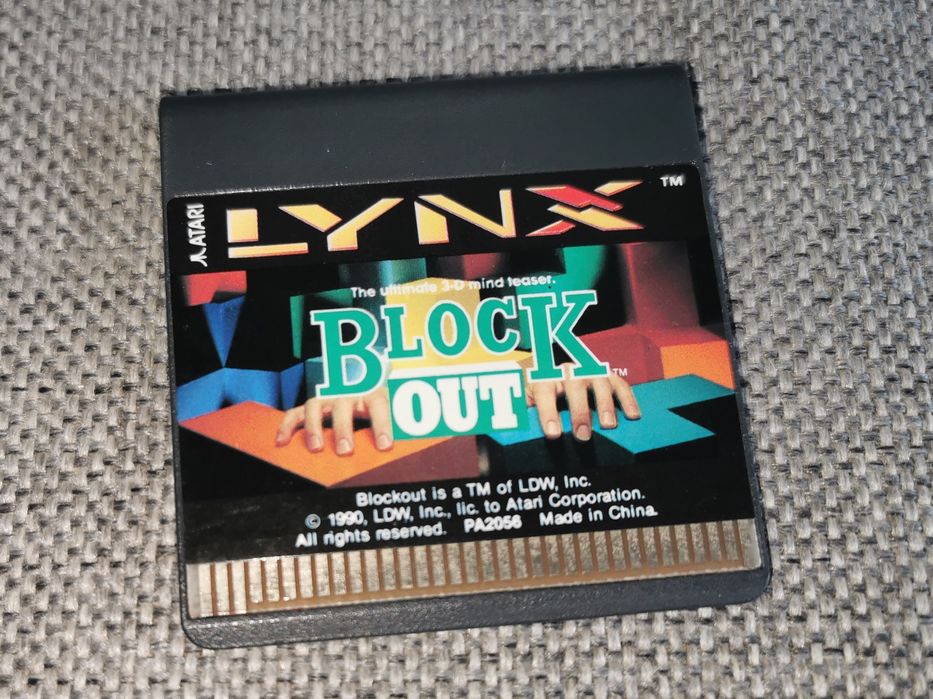 ATARI
LYNX TM
The ultimate 3-D mind teaser.
BLOCK
OUT TM
Blockout is a TM of LDW, Inc.
© 1990, LDW, Inc., lic. to Atari Corporation.
All rights reserved. PA2056 Made in China.